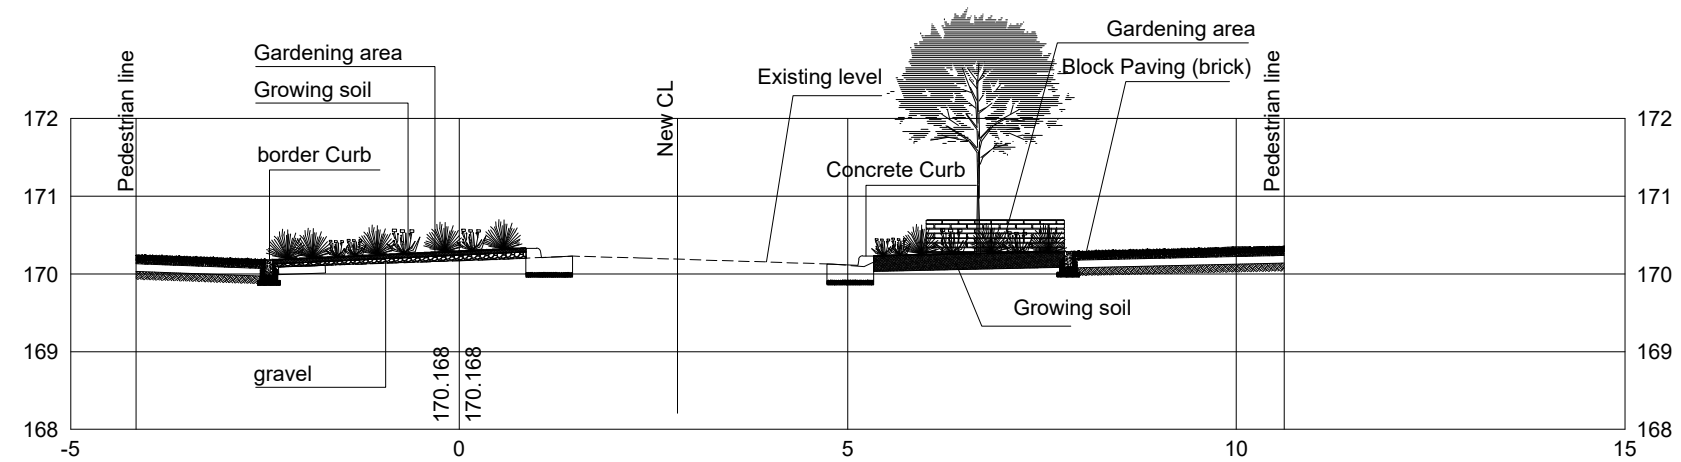 Gardening area
Gardening area
Pedestrian line
Existing level
New CL
Block Paving (brick)
Pedestrian line
Growing soil
172
172
border Curb
Concrete Curb
171
171
170
170
Growing soil
169
169
gravel
170.168
170.168
168
168
-5
0
5
10
15